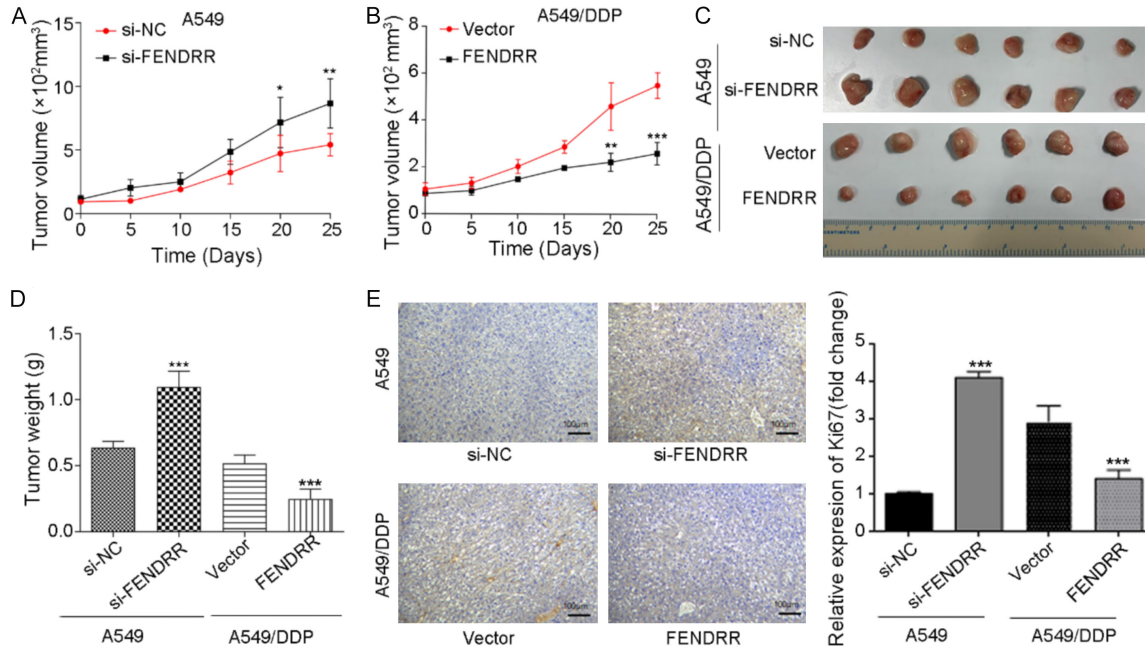 A
A549
si-NC
si-FENDRR
Tumor volume (×10²mm³)
15
10
5
0
*
**
0 5 10 15 20 25
Time (Days)
B
A549/DDP
Vector
FENDRR
Tumor volume (×10² mm³)
8
6
4
2
0
**
***
0 5 10 15 20 25
Time (Days)
C
A549
si-NC
si-FENDRR
A549/DDP
Vector
FENDRR
D
Tumor weight (g)
1.5
1.0
0.5
0.0
***
***
si-NC
si-FENDRR
Vector
FENDRR
A549
A549/DDP
E
A549
100μm
100μm
si-NC
si-FENDRR
A549/DDP
100μm
100μm
Vector
FENDRR
Relative expression of Ki67(fold change)
5
4
3
2
1
0
***
***
si-NC
si-FENDRR
Vector
FENDRR
A549
A549/DDP